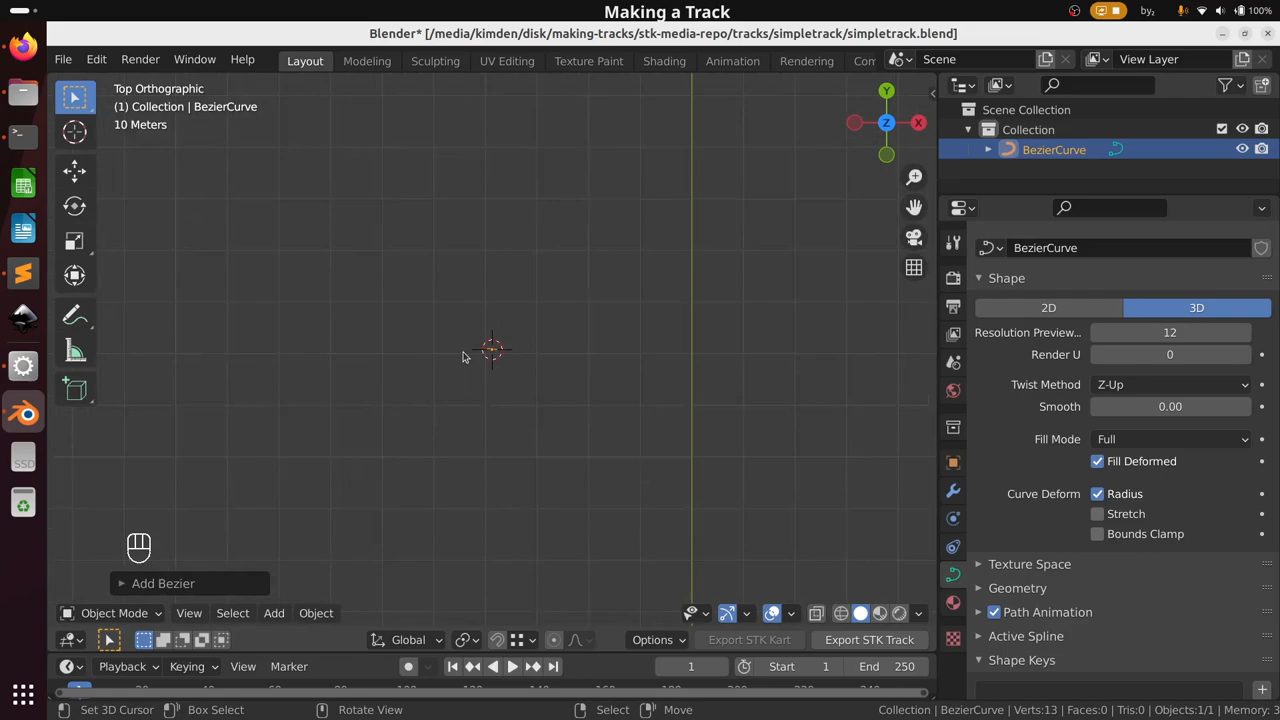 Making a Track
by₂
100%
Blender* [/media/kimden/disk/making-tracks/stk-media-repo/tracks/simpletrack/simpletrack.blend]
File Edit Render Window Help Layout Modeling Sculpting UV Editing Texture Paint Shading Animation Rendering Com Scene View Layer
Top Orthographic
(1) Collection | BezierCurve
10 Meters
Y
Z
X
Scene Collection
Collection
BezierCurve
BezierCurve
Shape
2D 3D
Resolution Preview... 12
Render U 0
Twist Method Z-Up
Smooth 0.00
Fill Mode Full
Fill Deformed
Curve Deform Radius
Stretch
Bounds Clamp
Texture Space
Geometry
Path Animation
Active Spline
Shape Keys
SSD
Add Bezier
Object Mode View Select Add Object
Global Options Export STK Kart Export STK Track
Playback Keying View Marker 1 Start 1 End 250
Set 3D Cursor Box Select Rotate View Select Move Collection | BezierCurve | Verts:13 | Faces:0 | Tris:0 | Objects:1/1 | Memory: 3